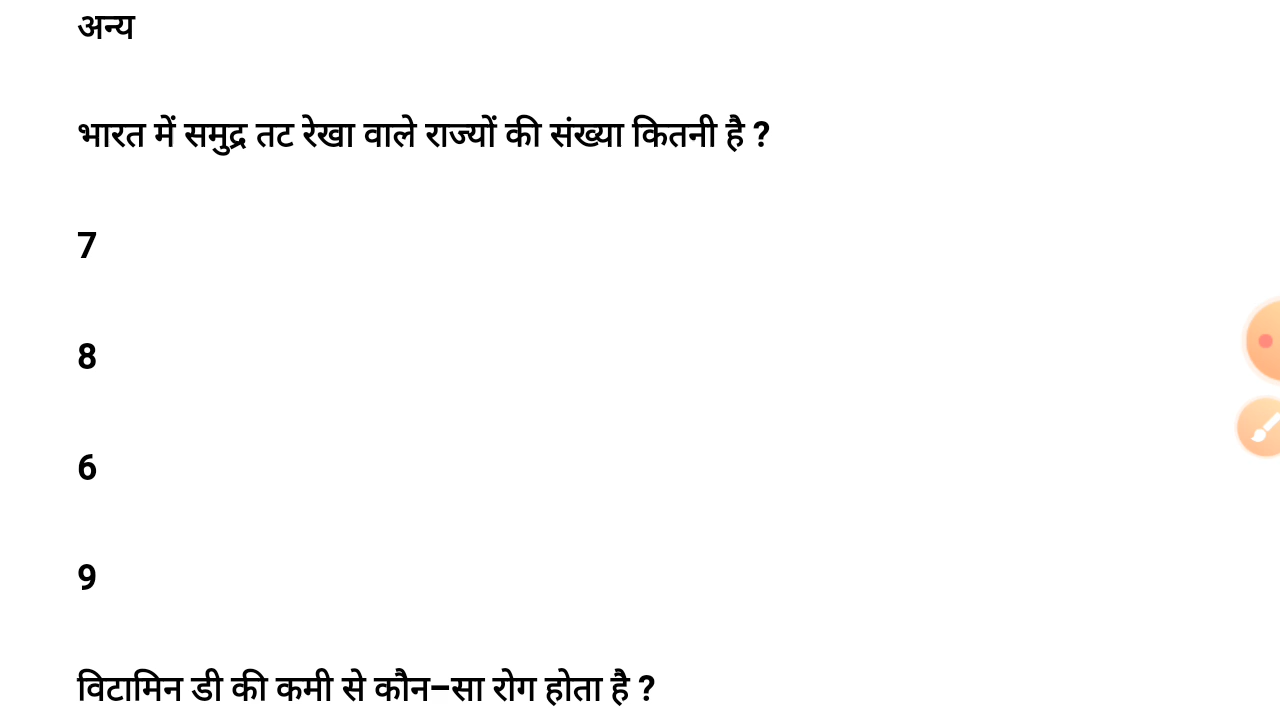 अन्य
भारत में समुद्र तट रेखा वाले राज्यों की संख्या कितनी है ?
7
8
6
9
विटामिन डी की कमी से कौन–सा रोग होता है ?